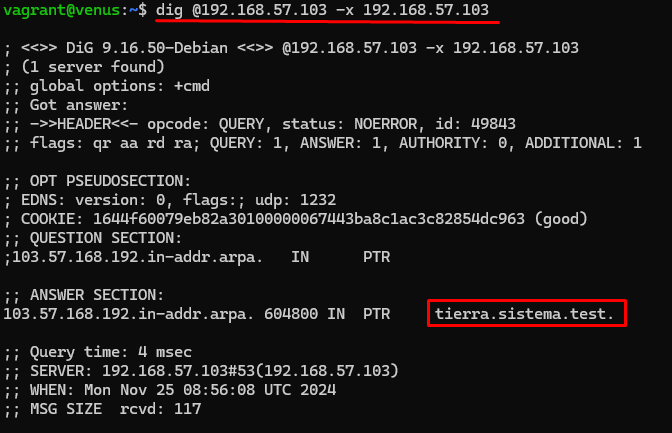 vagrant@venus:~$ dig @192.168.57.103 -x 192.168.57.103
; <<>> DiG 9.16.50-Debian <<>> @192.168.57.103 -x 192.168.57.103
; (1 server found)
;; global options: +cmd
;; Got answer:
;; ->>HEADER<<- opcode: QUERY, status: NOERROR, id: 49843
;; flags: qr aa rd ra; QUERY: 1, ANSWER: 1, AUTHORITY: 0, ADDITIONAL: 1
;; OPT PSEUDOSECTION:
; EDNS: version: 0, flags:; udp: 1232
; COOKIE: 1644f60079eb82a30100000067443ba8c1ac3c82854dc963 (good)
;; QUESTION SECTION:
;103.57.168.192.in-addr.arpa. IN PTR
;; ANSWER SECTION:
103.57.168.192.in-addr.arpa. 604800 IN PTR tierra.sistema.test.
;; Query time: 4 msec
;; SERVER: 192.168.57.103#53(192.168.57.103)
;; WHEN: Mon Nov 25 08:56:08 UTC 2024
;; MSG SIZE rcvd: 117